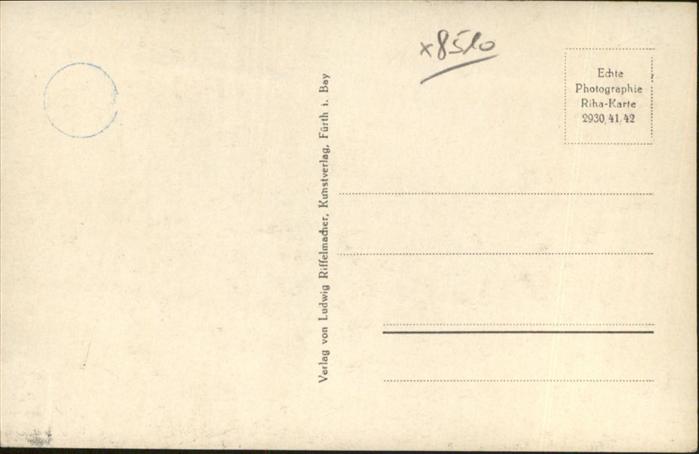 x8510
Echte
Photographie
Riha-Karte
2930, 41, 42
Verlag von Ludwig Riffelmacher, Kunstverlag, Fürth i. Bay